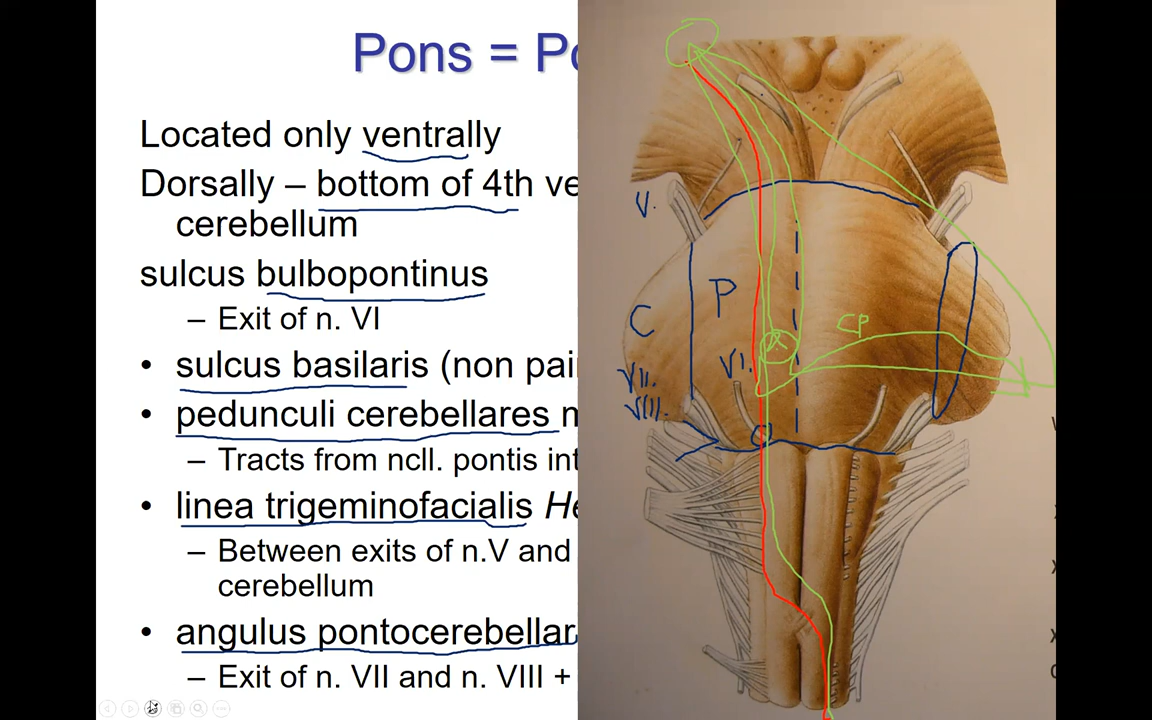 Pons = Po
Located only ventrally
Dorsally – bottom of 4th ve
cerebellum
sulcus bulbopontinus
– Exit of n. VI
• sulcus basilaris (non pai
• pedunculi cerebellares m
– Tracts from ncll. pontis int
• linea trigeminofacialis He
– Between exits of n.V and
cerebellum
• angulus pontocerebellar
– Exit of n. VII and n. VIII +
V.
P
C
CP
VI.
VII.
VIII.